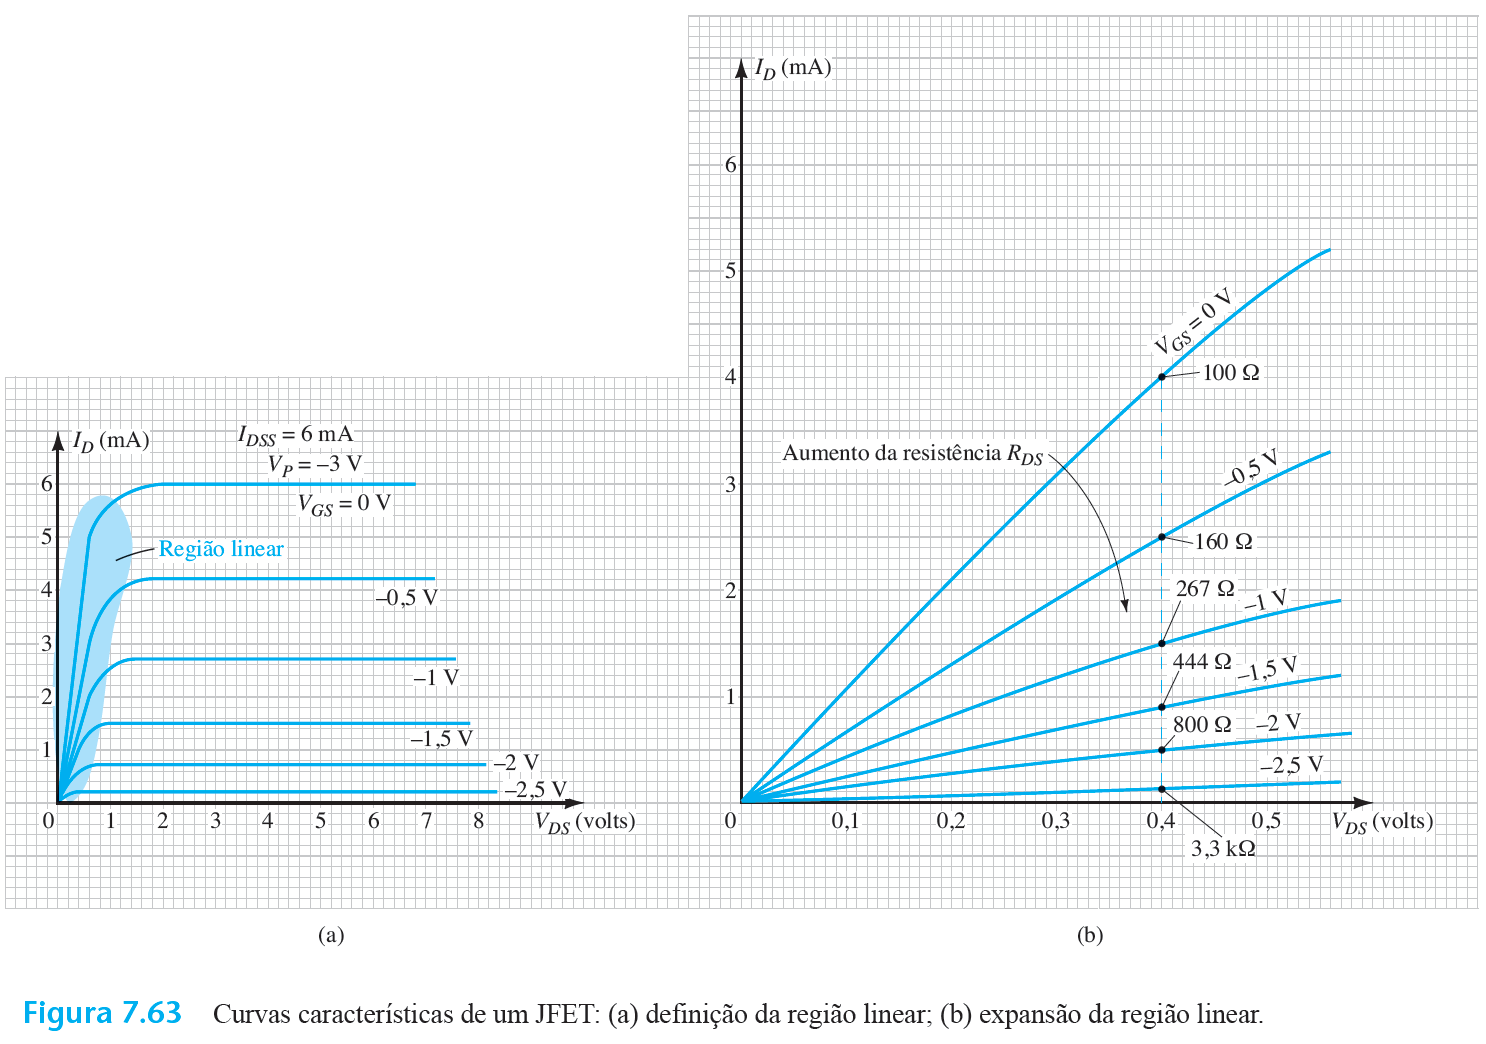 I_D (mA)
I_DSS = 6 mA
V_P = –3 V
V_GS = 0 V
6
5
4
3
2
1
Região linear
–0,5 V
–1 V
–1,5 V
–2 V
–2,5 V
0 1 2 3 4 5 6 7 8 V_DS (volts)
(a)
I_D (mA)
6
5
4
3
2
1
V_GS = 0 V
100 Ω
Aumento da resistência R_DS
–0,5 V
160 Ω
267 Ω
–1 V
444 Ω
–1,5 V
800 Ω
–2 V
–2,5 V
0 0,1 0,2 0,3 0,4 0,5 V_DS (volts)
3,3 kΩ
(b)
Figura 7.63 Curvas características de um JFET: (a) definição da região linear; (b) expansão da região linear.